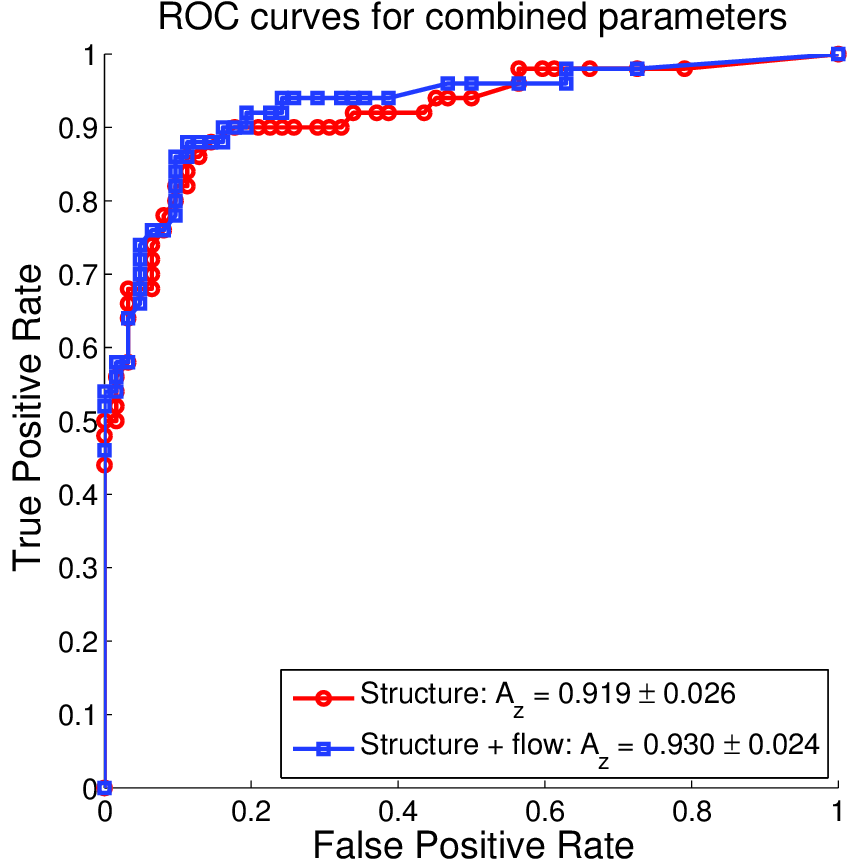 ROC curves for combined parameters
1
0.9
0.8
0.7
0.6
0.5
0.4
0.3
0.2
0.1
0
True Positive Rate
Structure: A_z = 0.919 ± 0.026
Structure + flow: A_z = 0.930 ± 0.024
0 0.2 0.4 0.6 0.8 1
False Positive Rate